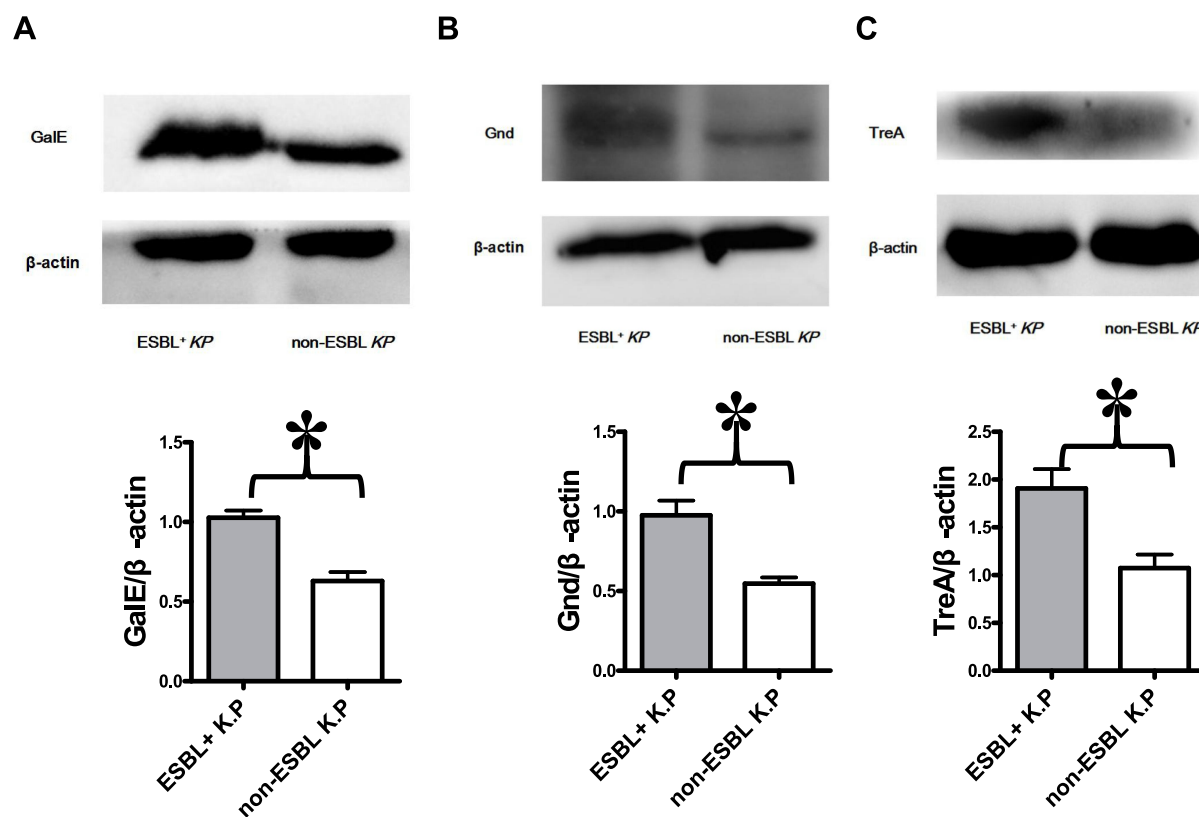 A
B
C
GalE
Gnd
TreA
β-actin
β-actin
β-actin
ESBL⁺ KP
non-ESBL KP
ESBL⁺ KP
non-ESBL KP
ESBL⁺ KP
non-ESBL KP
*
*
*
GalE/β -actin
1.5
1.0
0.5
0.0
ESBL+ K.P
non-ESBL K.P
Gnd/β -actin
1.5
1.0
0.5
0.0
ESBL+ K.P
non-ESBL K.P
TreA/β -actin
2.5
2.0
1.5
1.0
0.5
0.0
ESBL+ K.P
non-ESBL K.P